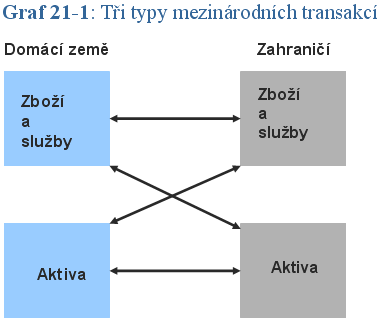 Graf 21-1: Tři typy mezinárodních transakcí
Domácí země
Zahraničí
Zboží
a
služby
Zboží
a
služby
Aktiva
Aktiva